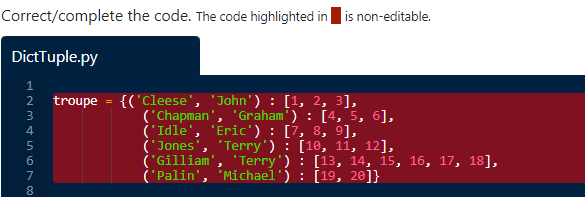 Correct/complete the code. The code highlighted in is non-editable.
DictTuple.py
1
2 troupe = {('Cleese', 'John') : [1, 2, 3],
3 ('Chapman', 'Graham') : [4, 5, 6],
4 ('Idle', 'Eric') : [7, 8, 9],
5 ('Jones', 'Terry') : [10, 11, 12],
6 ('Gilliam', 'Terry') : [13, 14, 15, 16, 17, 18],
7 ('Palin', 'Michael') : [19, 20]}
8